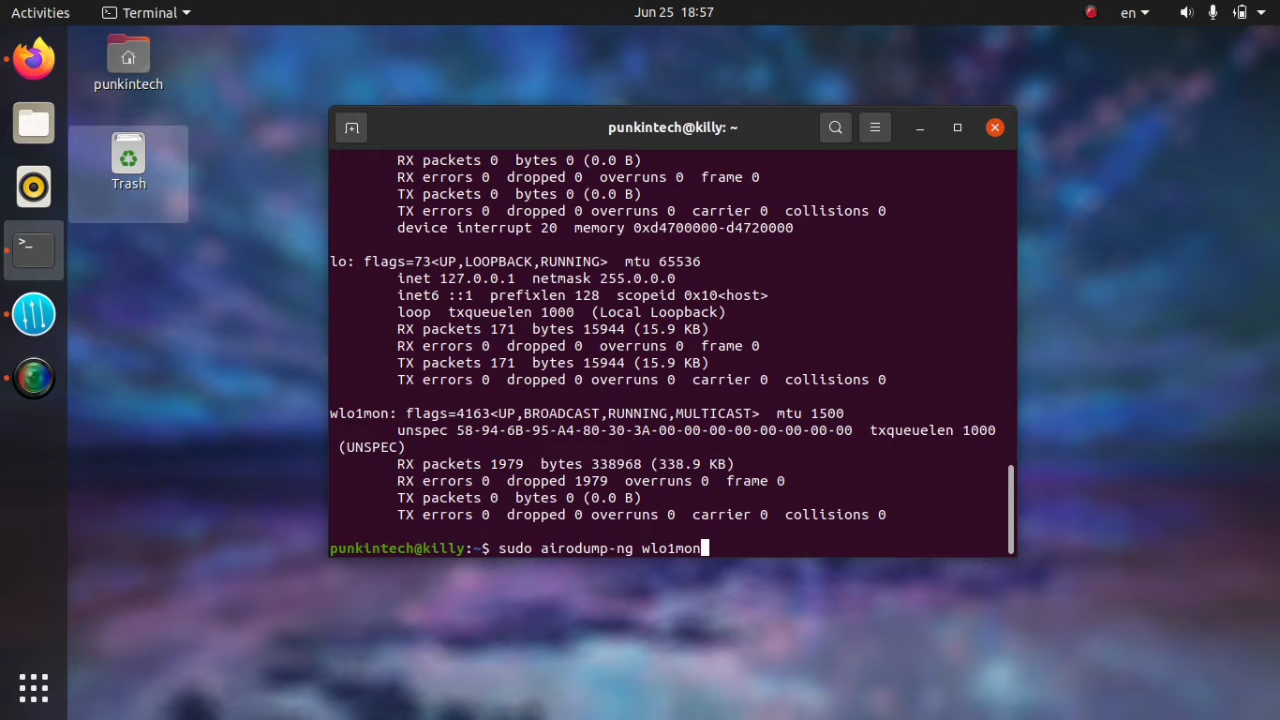 Activities
Terminal
Jun 25 18:57
en
punkintech
Trash
punkintech@killy: ~
RX packets 0  bytes 0 (0.0 B)
RX errors 0  dropped 0  overruns 0  frame 0
TX packets 0  bytes 0 (0.0 B)
TX errors 0  dropped 0 overruns 0  carrier 0  collisions 0
device interrupt 20  memory 0xd4700000-d4720000
lo: flags=73<UP,LOOPBACK,RUNNING>  mtu 65536
inet 127.0.0.1  netmask 255.0.0.0
inet6 ::1  prefixlen 128  scopeid 0x10<host>
loop  txqueuelen 1000  (Local Loopback)
RX packets 171  bytes 15944 (15.9 KB)
RX errors 0  dropped 0  overruns 0  frame 0
TX packets 171  bytes 15944 (15.9 KB)
TX errors 0  dropped 0 overruns 0  carrier 0  collisions 0
wlo1mon: flags=4163<UP,BROADCAST,RUNNING,MULTICAST>  mtu 1500
unspec 58-94-6B-95-A4-80-30-3A-00-00-00-00-00-00-00-00  txqueuelen 1000
(UNSPEC)
RX packets 1979  bytes 338968 (338.9 KB)
RX errors 0  dropped 1979  overruns 0  frame 0
TX packets 0  bytes 0 (0.0 B)
TX errors 0  dropped 0 overruns 0  carrier 0  collisions 0
punkintech@killy:~$ sudo airodump-ng wlo1mon